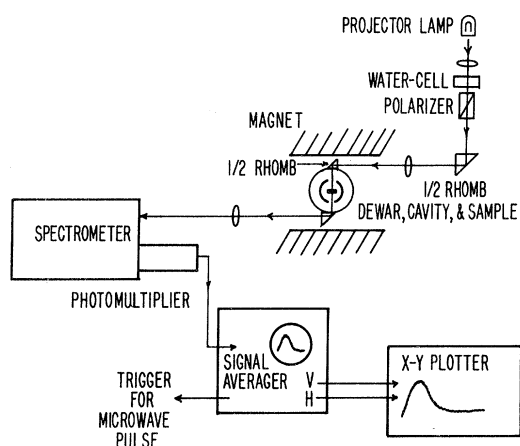 PROJECTOR LAMP
WATER-CELL
POLARIZER
MAGNET
1/2 RHOMB
1/2 RHOMB
DEWAR, CAVITY, & SAMPLE
SPECTROMETER
PHOTOMULTIPLIER
SIGNAL
AVERAGER
V
H
X-Y PLOTTER
TRIGGER
FOR
MICROWAVE
PULSE